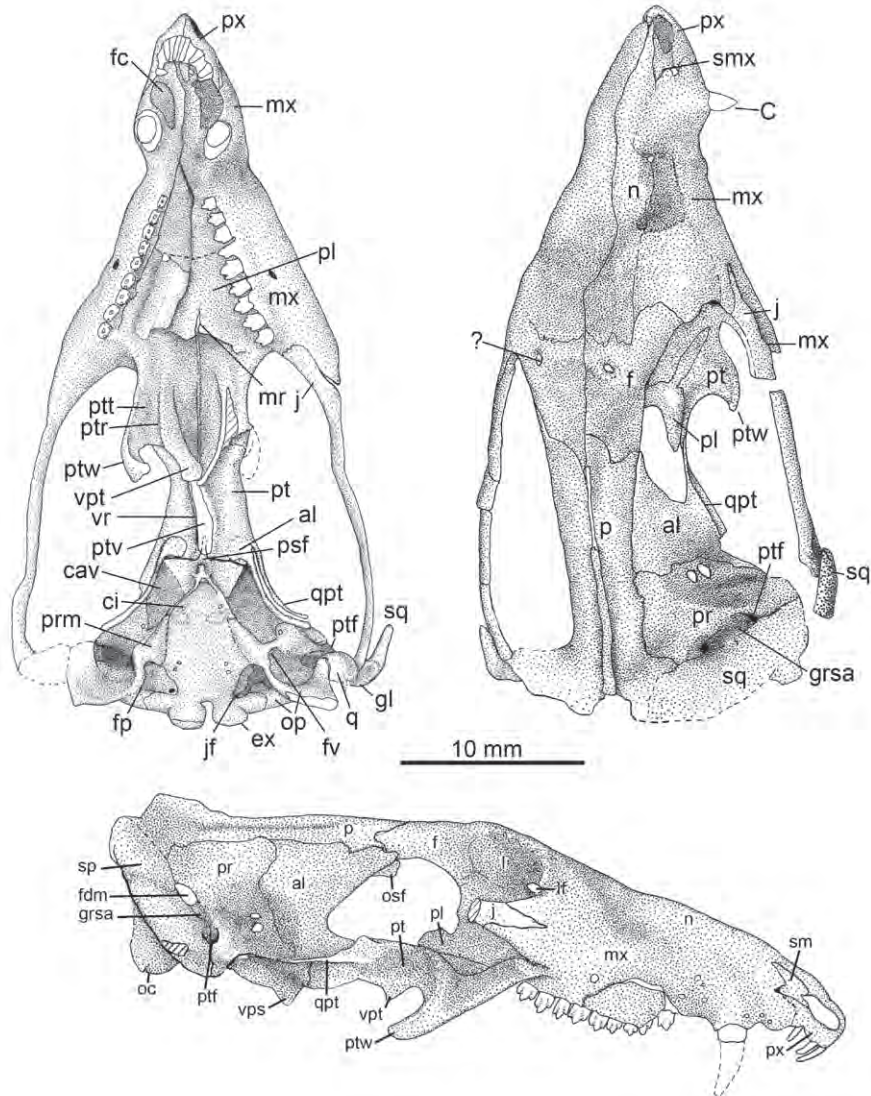 px
fc
mx
pl
mx
mr
j
ptt
ptr
ptw
vpt
vr
ptv
pt
al
psf
cav
ci
qpt
prm
ptf
sq
fp
jf
ex
op
fv
q
gl
px
smx
C
n
mx
j
mx
?
f
pt
pl
ptw
p
al
qpt
ptf
sq
pr
grsa
sq
10 mm
p
f
l
lf
n
sp
pr
al
osf
fdm
grsa
j
pl
pt
mx
sm
oc
ptf
vps
qpt
vpt
ptw
px